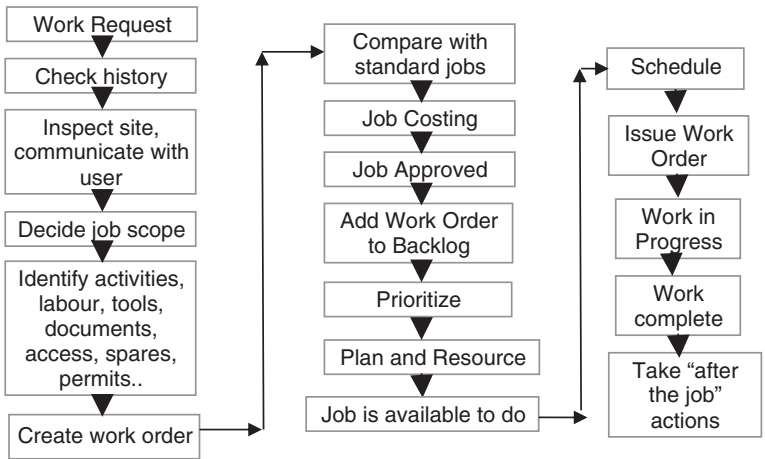 Work Request
Check history
Inspect site,
communicate with
user
Decide job scope
Identify activities,
labour, tools,
documents,
access, spares,
permits..
Create work order
Compare with
standard jobs
Job Costing
Job Approved
Add Work Order
to Backlog
Prioritize
Plan and Resource
Job is available to do
Schedule
Issue Work
Order
Work in
Progress
Work
complete
Take “after
the job”
actions